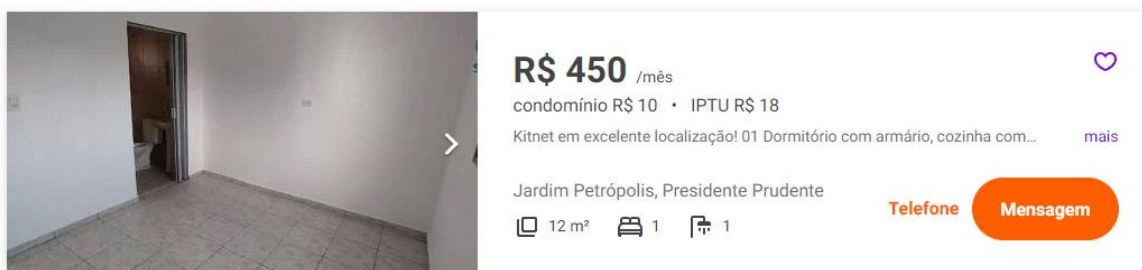 R$ 450 /mês
condomínio R$ 10 • IPTU R$ 18
Kitnet em excelente localização! 01 Dormitório com armário, cozinha com... mais
Jardim Petrópolis, Presidente Prudente
Telefone Mensagem
12 m² 1 1